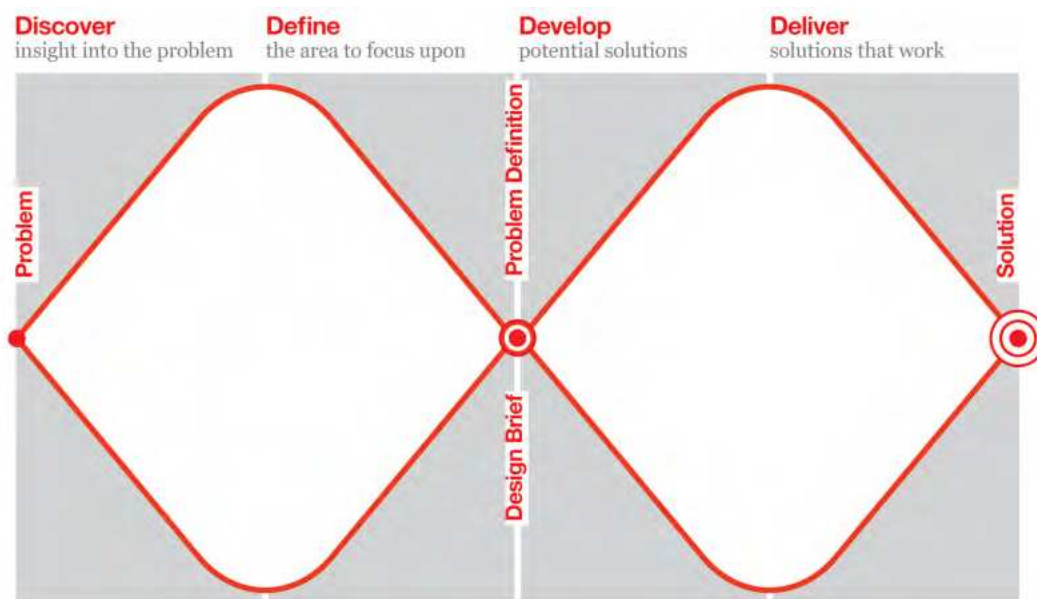 Discover
insight into the problem
Define
the area to focus upon
Develop
potential solutions
Deliver
solutions that work
Problem
Problem Definition
Design Brief
Solution